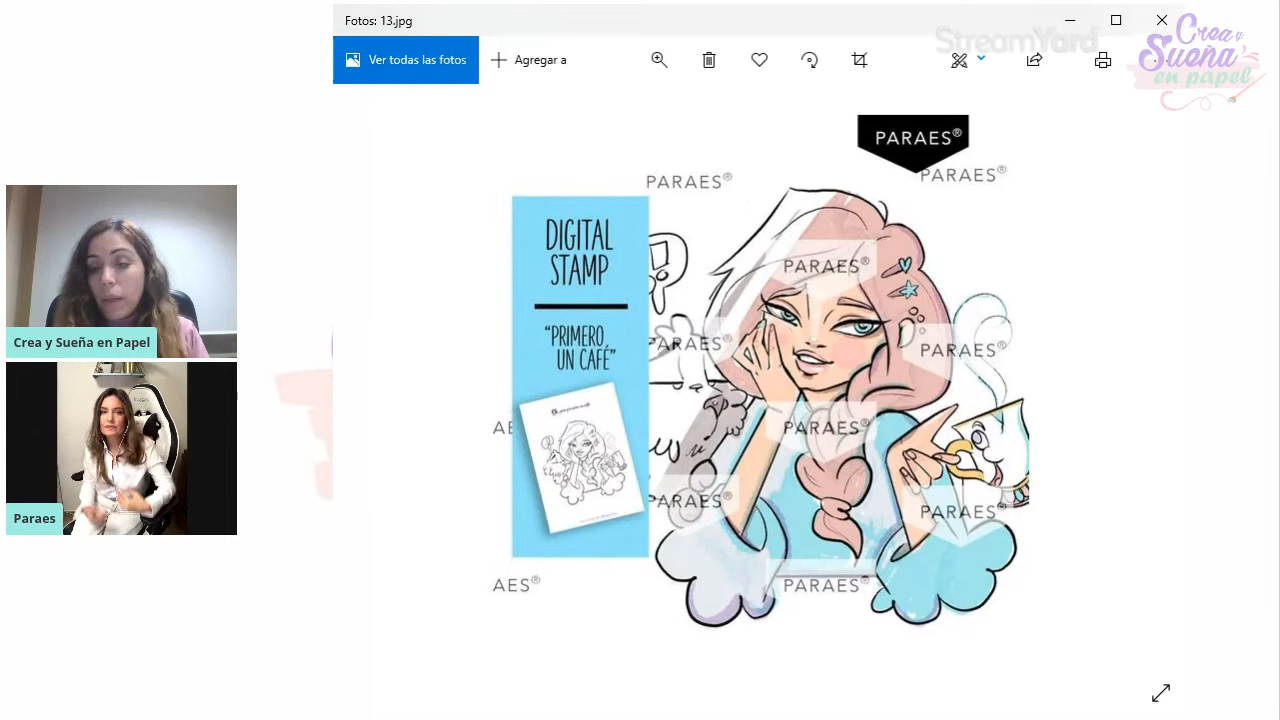 Fotos: 13.jpg
StreamYard
Crea y
Sueña
en papel
Ver todas las fotos
Agregar a
PARAES®
PARAES®
PARAES®
DIGITAL
STAMP
PARAES®
"PRIMERO
UN CAFÉ"
PARAES®
PARAES®
AE
PARAES®
PARAES®
PARAES®
AES®
PARAES®
Crea y Sueña en Papel
Paraes